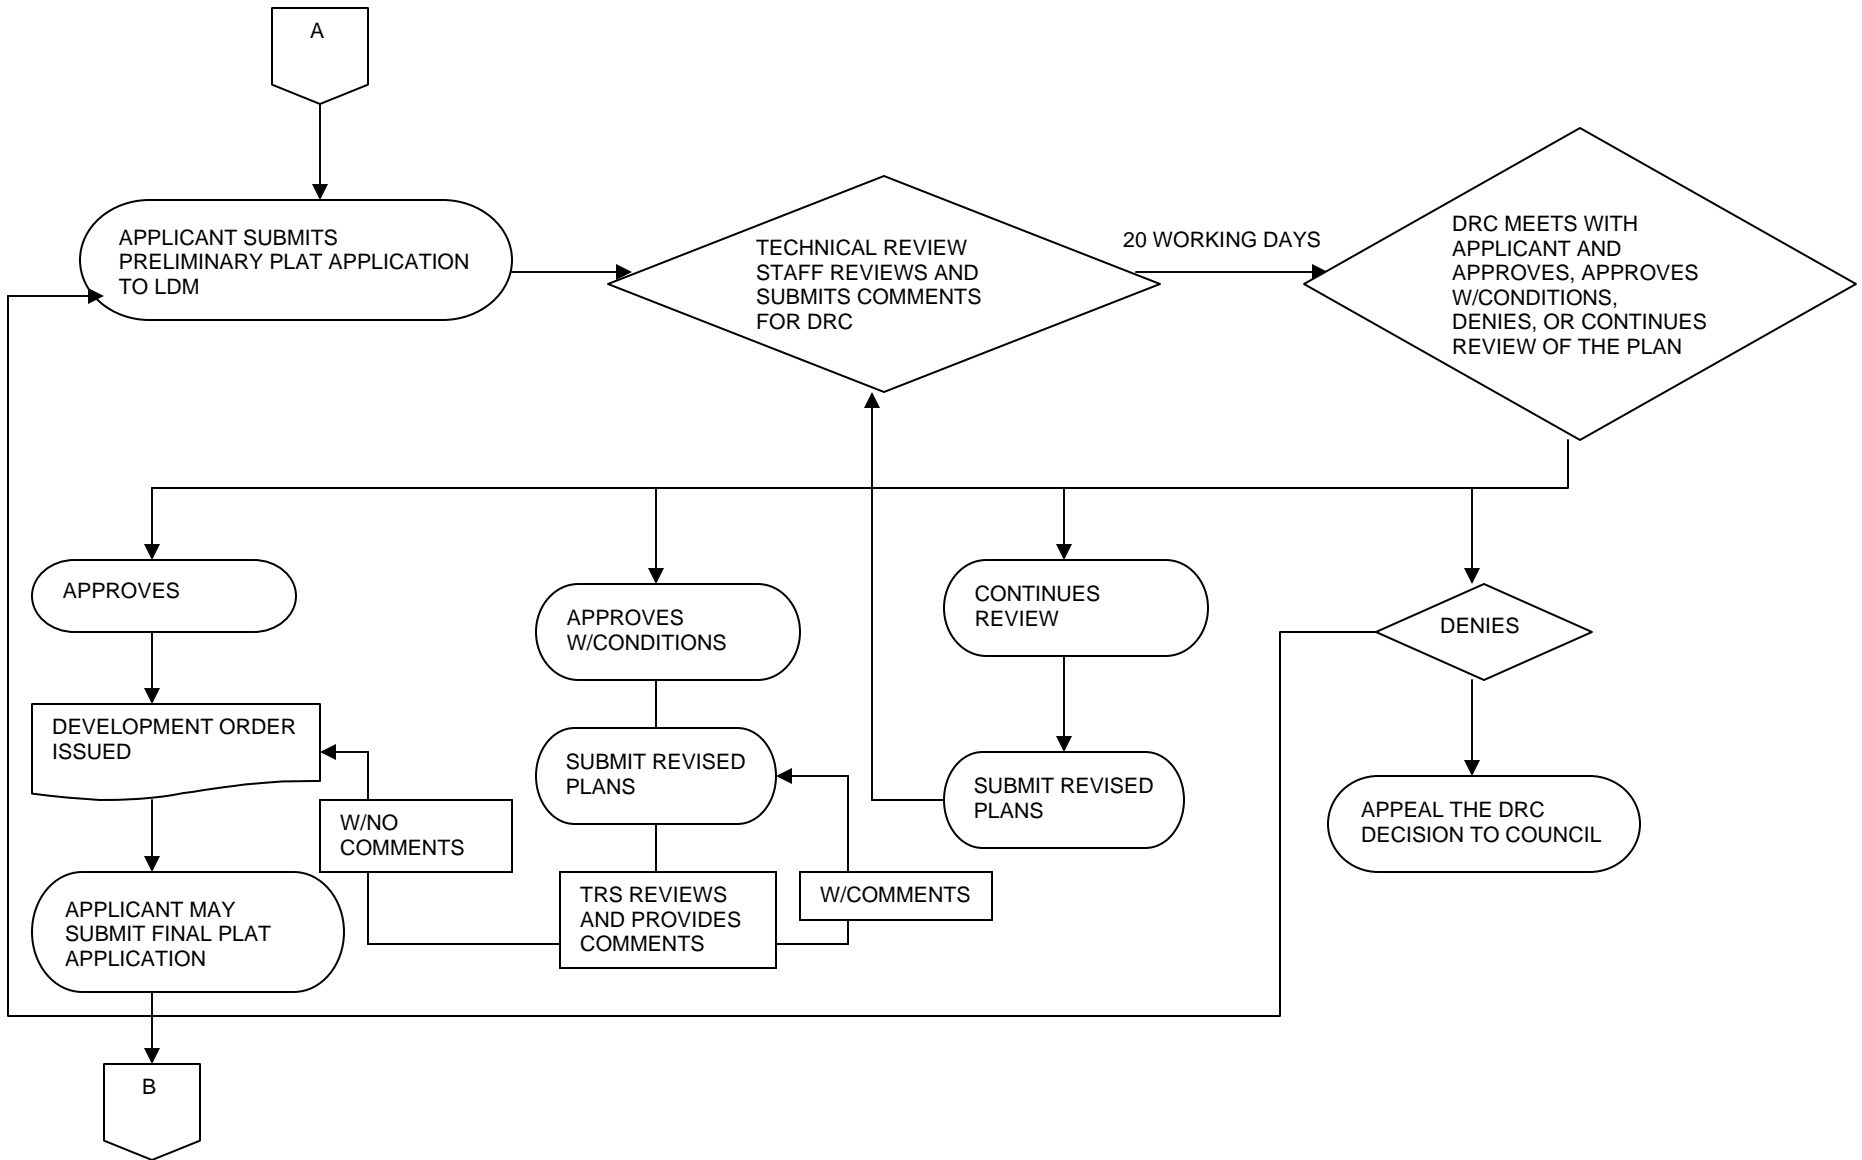 A
APPLICANT SUBMITS
PRELIMINARY PLAT APPLICATION
TO LDM
TECHNICAL REVIEW
STAFF REVIEWS AND
SUBMITS COMMENTS
FOR DRC
20 WORKING DAYS
DRC MEETS WITH
APPLICANT AND
APPROVES, APPROVES
W/CONDITIONS,
DENIES, OR CONTINUES
REVIEW OF THE PLAN
APPROVES
APPROVES
W/CONDITIONS
CONTINUES
REVIEW
DENIES
DEVELOPMENT ORDER
ISSUED
SUBMIT REVISED
PLANS
SUBMIT REVISED
PLANS
APPEAL THE DRC
DECISION TO COUNCIL
W/NO
COMMENTS
TRS REVIEWS
AND PROVIDES
COMMENTS
W/COMMENTS
APPLICANT MAY
SUBMIT FINAL PLAT
APPLICATION
B